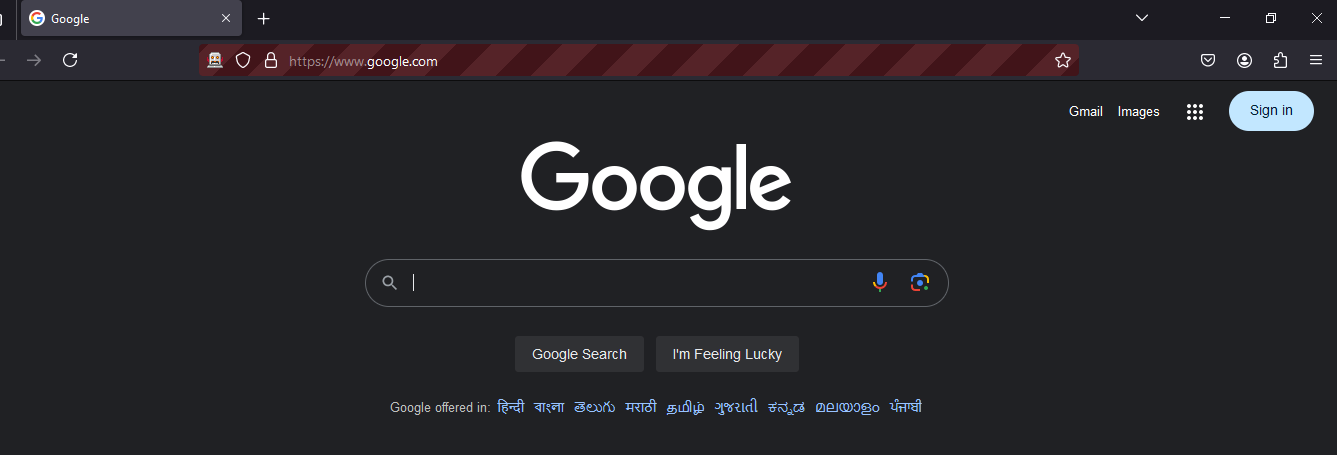 Google
https://www.google.com
Gmail Images Sign in
Google
Google Search I'm Feeling Lucky
Google offered in: हिन्दी বাংলা తెలుగు मराठी தமிழ் ગુજરાતી ಕನ್ನಡ മലയാളം ਪੰਜਾਬੀ